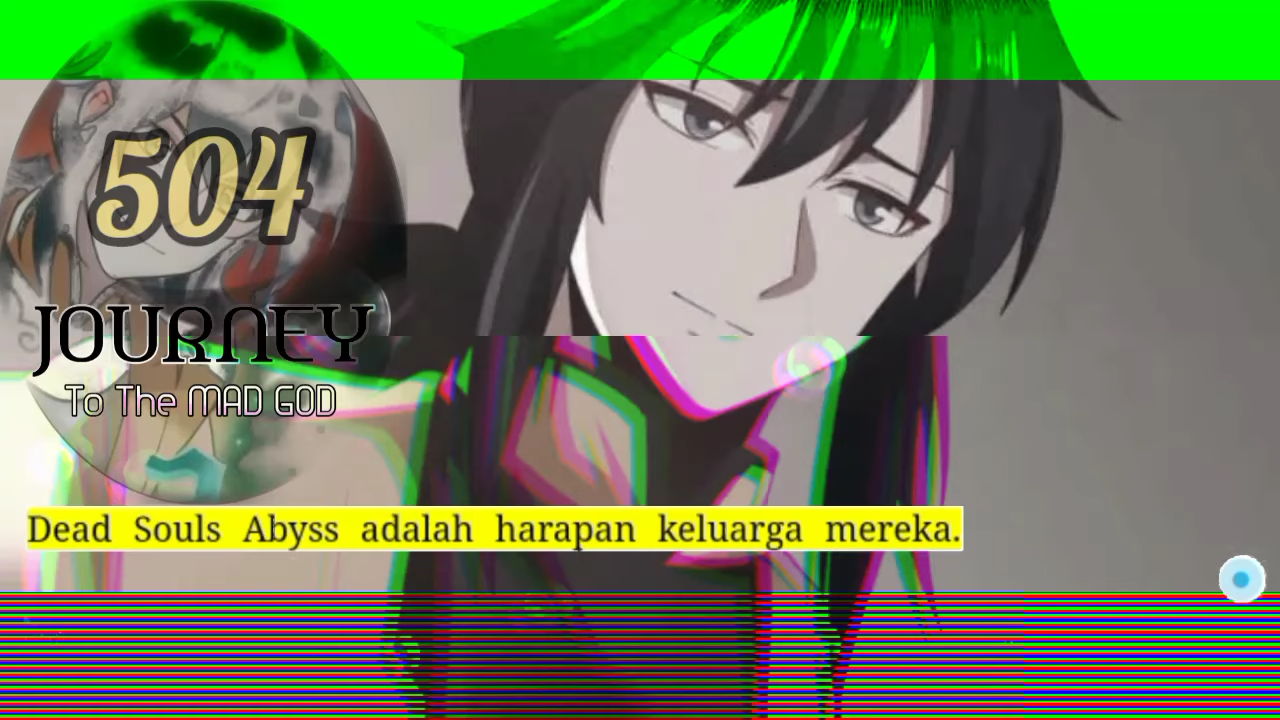 504
JOURNEY
To The MAD GOD
Dead Souls Abyss adalah harapan keluarga mereka.